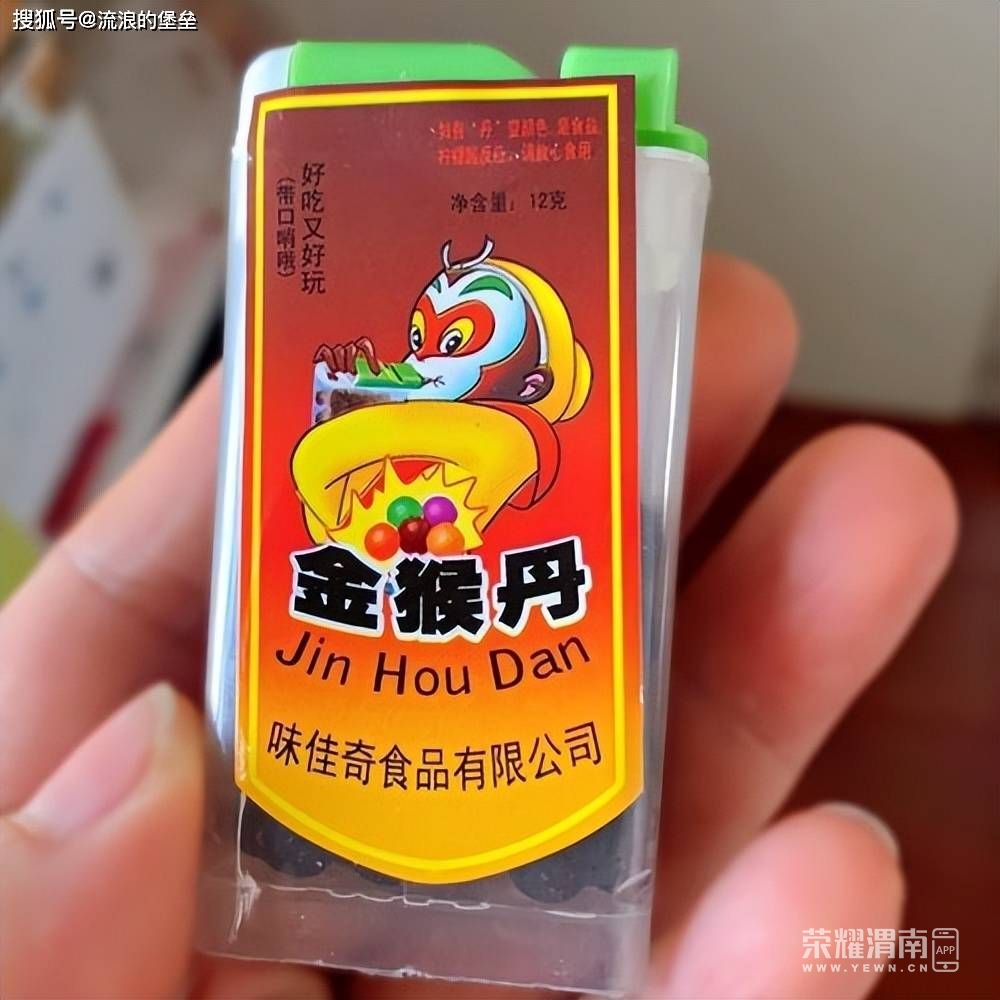 搜狐号@流浪的堡垒
净含量：12克
好吃又好玩
(带口哨哦)
金猴丹
Jin Hou Dan
味佳奇食品有限公司
荣耀渭南
APP
WWW.YEWN.CN